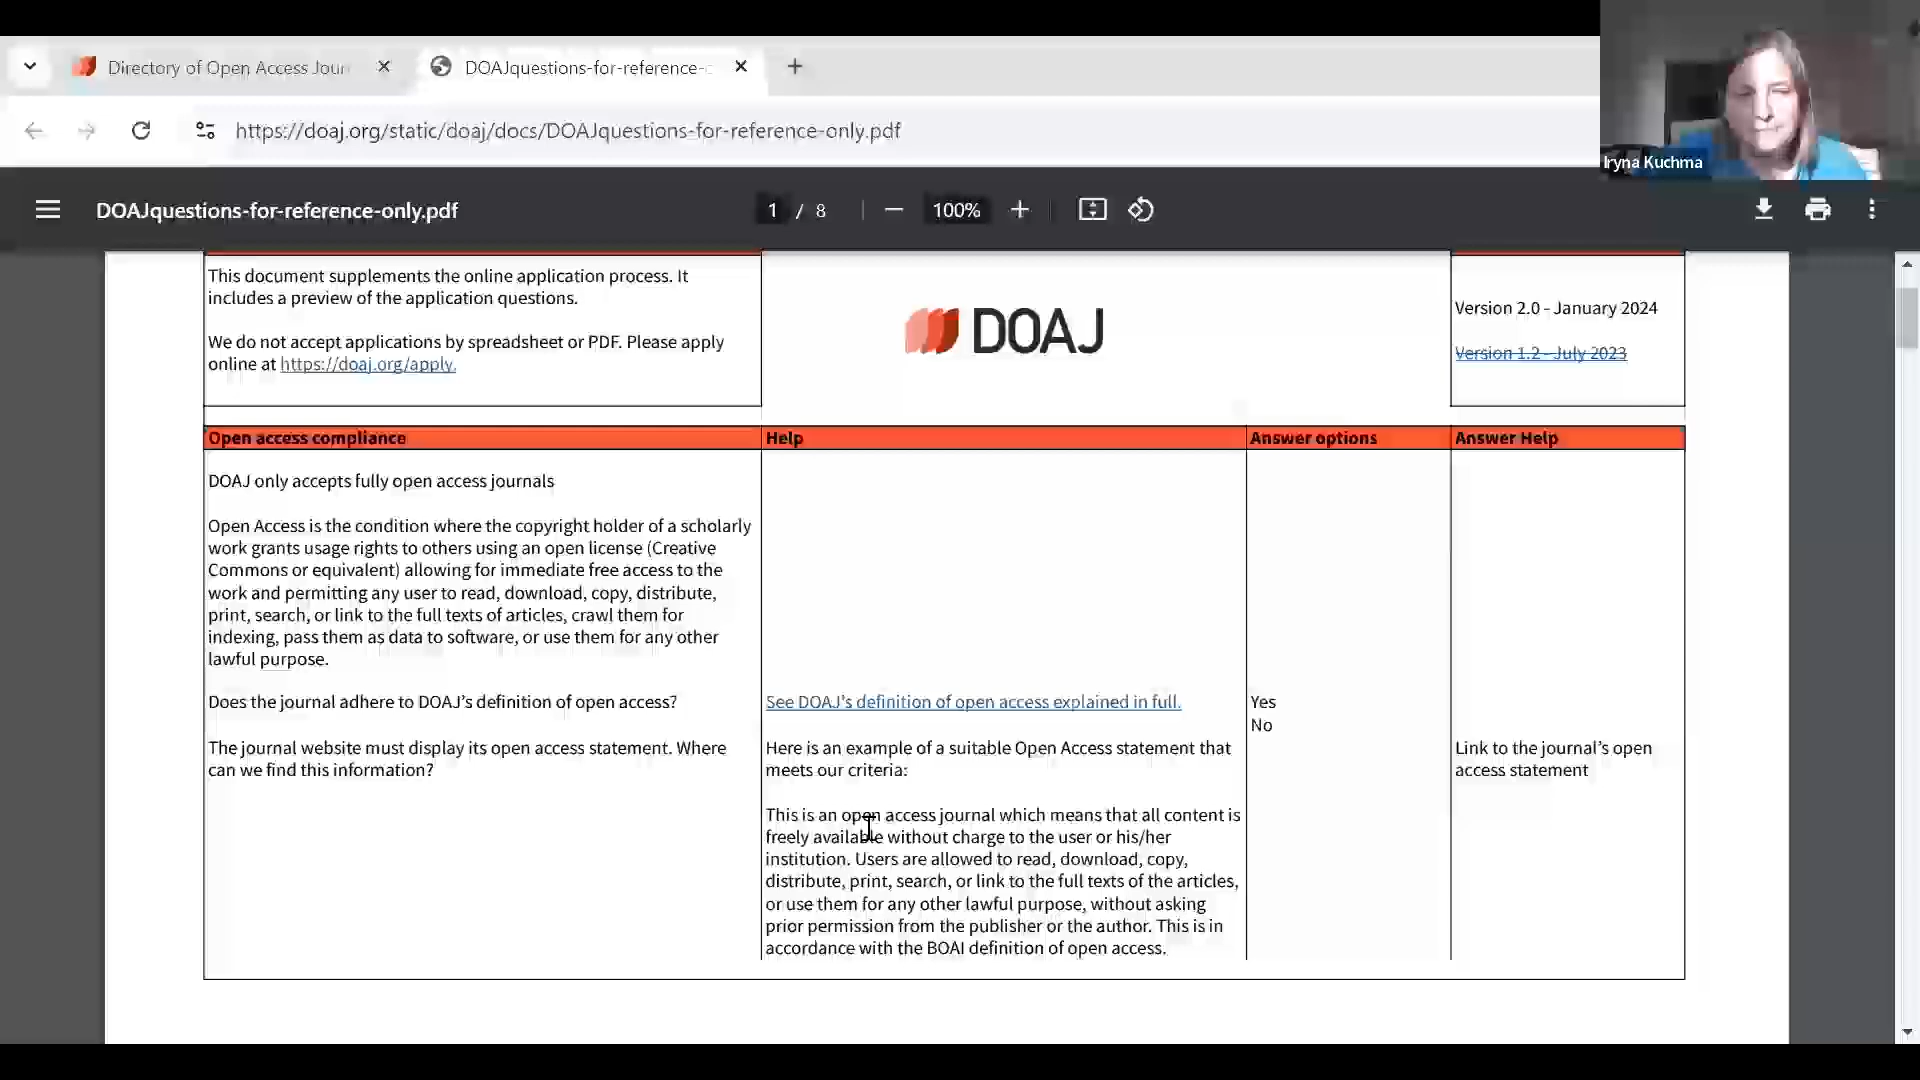 Directory of Open Access Jour
DOAJquestions-for-reference-
https://doaj.org/static/doaj/docs/DOAJquestions-for-reference-only.pdf
Iryna Kuchma
DOAJquestions-for-reference-only.pdf
1 / 8
100%
This document supplements the online application process. It
includes a preview of the application questions.
We do not accept applications by spreadsheet or PDF. Please apply
online at https://doaj.org/apply.
DOAJ
Version 2.0 - January 2024
Version 1.2 - July 2023
Open access compliance
Help
Answer options
Answer Help
DOAJ only accepts fully open access journals
Open Access is the condition where the copyright holder of a scholarly
work grants usage rights to others using an open license (Creative
Commons or equivalent) allowing for immediate free access to the
work and permitting any user to read, download, copy, distribute,
print, search, or link to the full texts of articles, crawl them for
indexing, pass them as data to software, or use them for any other
lawful purpose.
Does the journal adhere to DOAJ’s definition of open access?
See DOAJ’s definition of open access explained in full.
Yes
No
The journal website must display its open access statement. Where
can we find this information?
Here is an example of a suitable Open Access statement that
meets our criteria:
Link to the journal’s open
access statement
This is an open access journal which means that all content is
freely available without charge to the user or his/her
institution. Users are allowed to read, download, copy,
distribute, print, search, or link to the full texts of the articles,
or use them for any other lawful purpose, without asking
prior permission from the publisher or the author. This is in
accordance with the BOAI definition of open access.